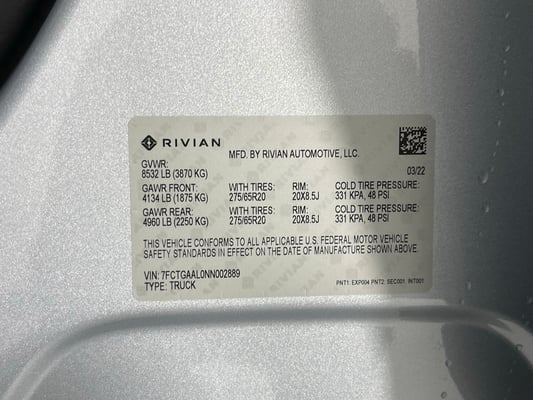 RIVIAN
MFD. BY RIVIAN AUTOMOTIVE, LLC.
GVWR:
8532 LB (3870 KG) 03/22
GAWR FRONT: WITH TIRES: RIM: COLD TIRE PRESSURE:
4134 LB (1875 KG) 275/65R20 20X8.5J 331 KPA, 48 PSI
GAWR REAR: WITH TIRES: RIM: COLD TIRE PRESSURE:
4960 LB (2250 KG) 275/65R20 20X8.5J 331 KPA, 48 PSI
THIS VEHICLE CONFORMS TO ALL APPLICABLE U.S. FEDERAL MOTOR VEHICLE
SAFETY STANDARDS IN EFFECT ON THE DATE OF MANUFACTURE SHOWN ABOVE.
VIN: 7FCTGAAL0NN002889
TYPE: TRUCK PNT1: EXP004 PNT2: SEC001 INT001